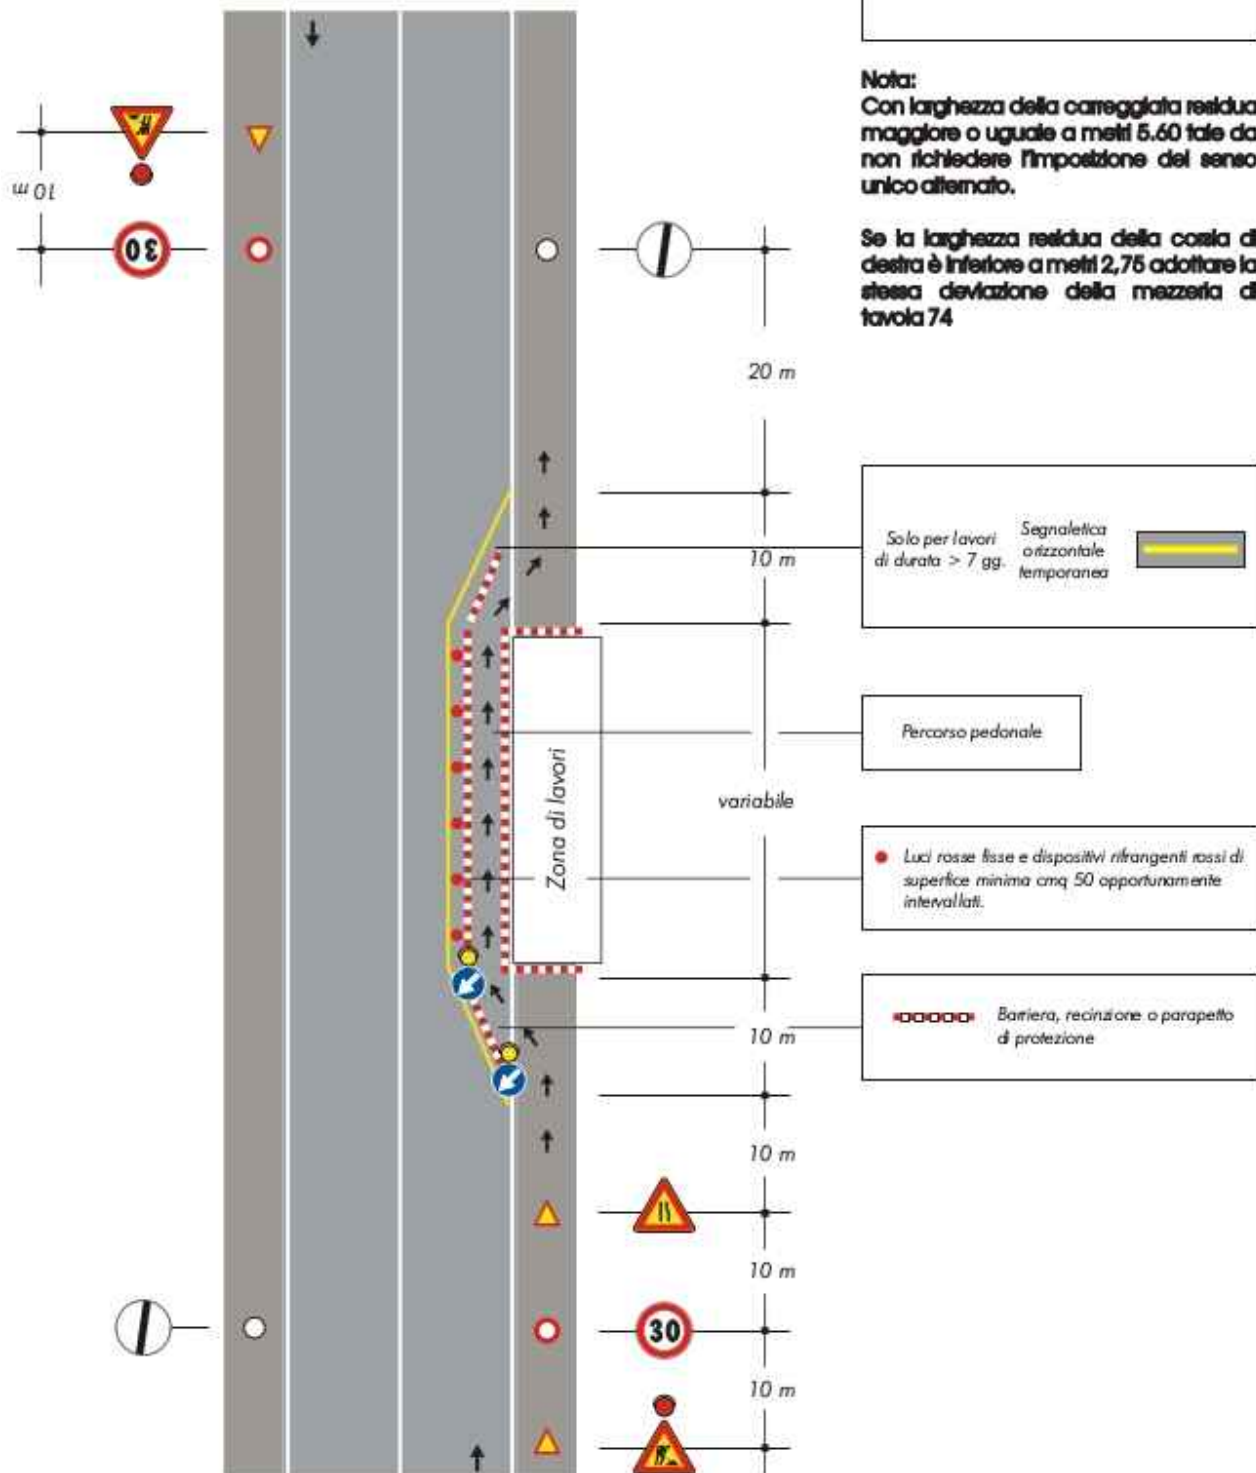 Nota:
Con larghezza della carreggiata residua
maggiore o uguale a metri 5.60 tale da
non richiedere l'imposizione del senso
unico alternato.
Se la larghezza residua della corsia di
destra è inferiore a metri 2,75 adottare la
stessa deviazione della mezzeria di
tavola 74
10 m
30
20 m
10 m
Solo per lavori
di durata > 7 gg.
Segnaletica
orizzontale
temporanea
Percorso pedonale
Zona di lavori
variabile
Luci rosse fisse e dispositivi rifrangenti rossi di
superfice minima cmq 50 opportunamente
intervallati.
Barriera, recinzione o parapetto
di protezione
10 m
10 m
10 m
30
10 m